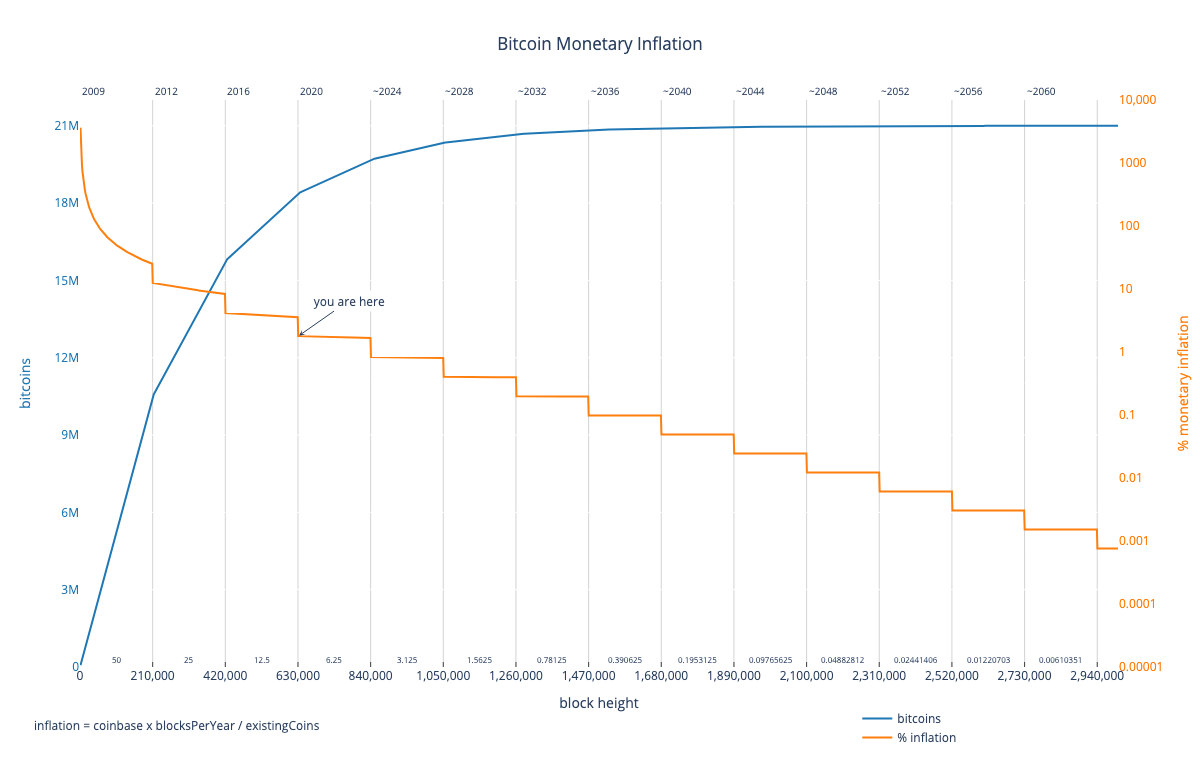 Bitcoin Monetary Inflation
2009 2012 2016 2020 ~2024 ~2028 ~2032 ~2036 ~2040 ~2044 ~2048 ~2052 ~2056 ~2060
21M
18M
15M
12M
9M
6M
3M
0
bitcoins
10,000
1000
100
10
1
0.1
0.01
0.001
0.0001
0.00001
% monetary inflation
you are here
50 25 12.5 6.25 3.125 1.5625 0.78125 0.390625 0.1953125 0.09765625 0.04882812 0.02441406 0.01220703 0.00610351
0 210,000 420,000 630,000 840,000 1,050,000 1,260,000 1,470,000 1,680,000 1,890,000 2,100,000 2,310,000 2,520,000 2,730,000 2,940,000
block height
inflation = coinbase x blocksPerYear / existingCoins
bitcoins
% inflation